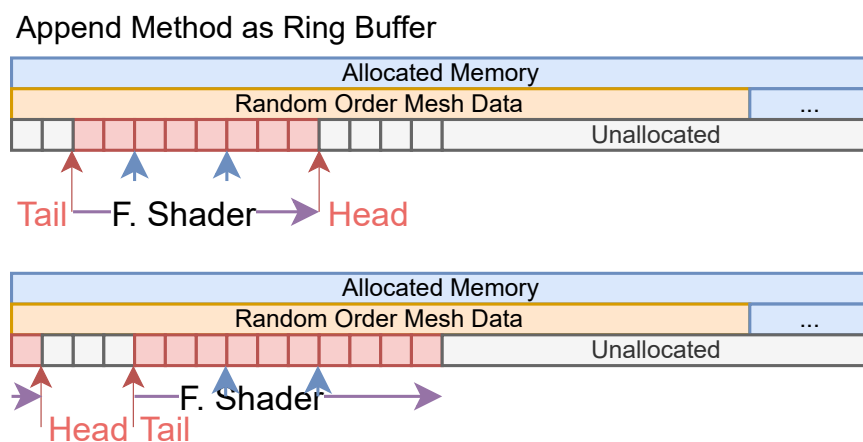 Append Method as Ring Buffer
Allocated Memory
Random Order Mesh Data ...
Unallocated
Tail F. Shader Head
Allocated Memory
Random Order Mesh Data ...
Unallocated
F. Shader
Head Tail